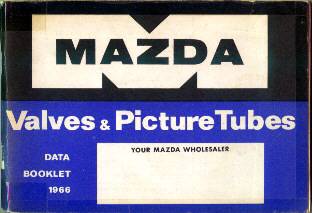 MAZDA
Valves & Picture Tubes
YOUR MAZDA WHOLESALER
DATA
BOOKLET
1966